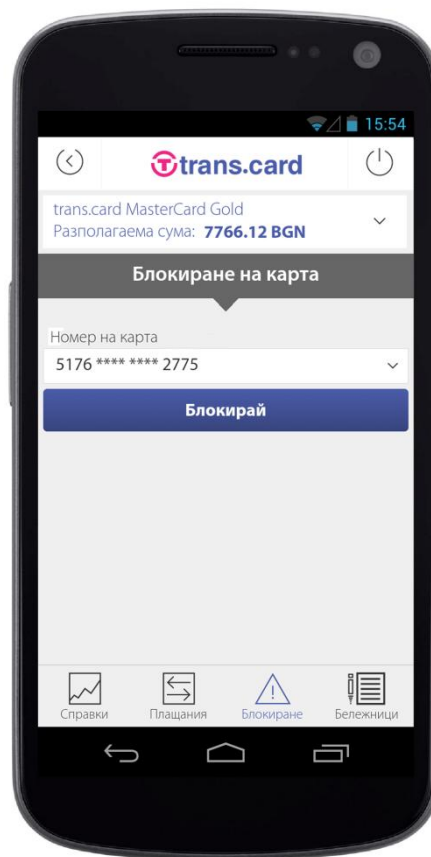 15:54
trans.card
trans.card MasterCard Gold
Разполагаема сума: 7766.12 BGN
Блокиране на карта
Номер на карта
5176 **** **** 2775
Блокирай
Справки Плащания Блокиране Бележници